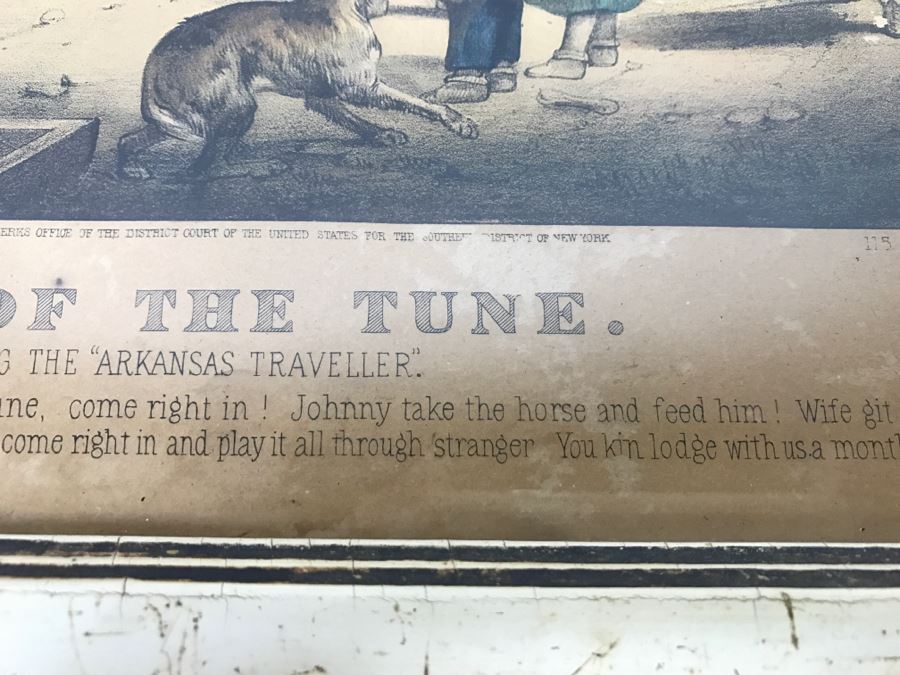 ERKS OFFICE OF THE DISTRICT COURT OF THE UNITED STATES FOR THE SOUTHERN DISTRICT OF NEW YORK
115
OF THE TUNE.
G THE "ARKANSAS TRAVELLER".
une, come right in! Johnny take the horse and feed him! Wife git
come right in and play it all through stranger You kin lodge with us a month